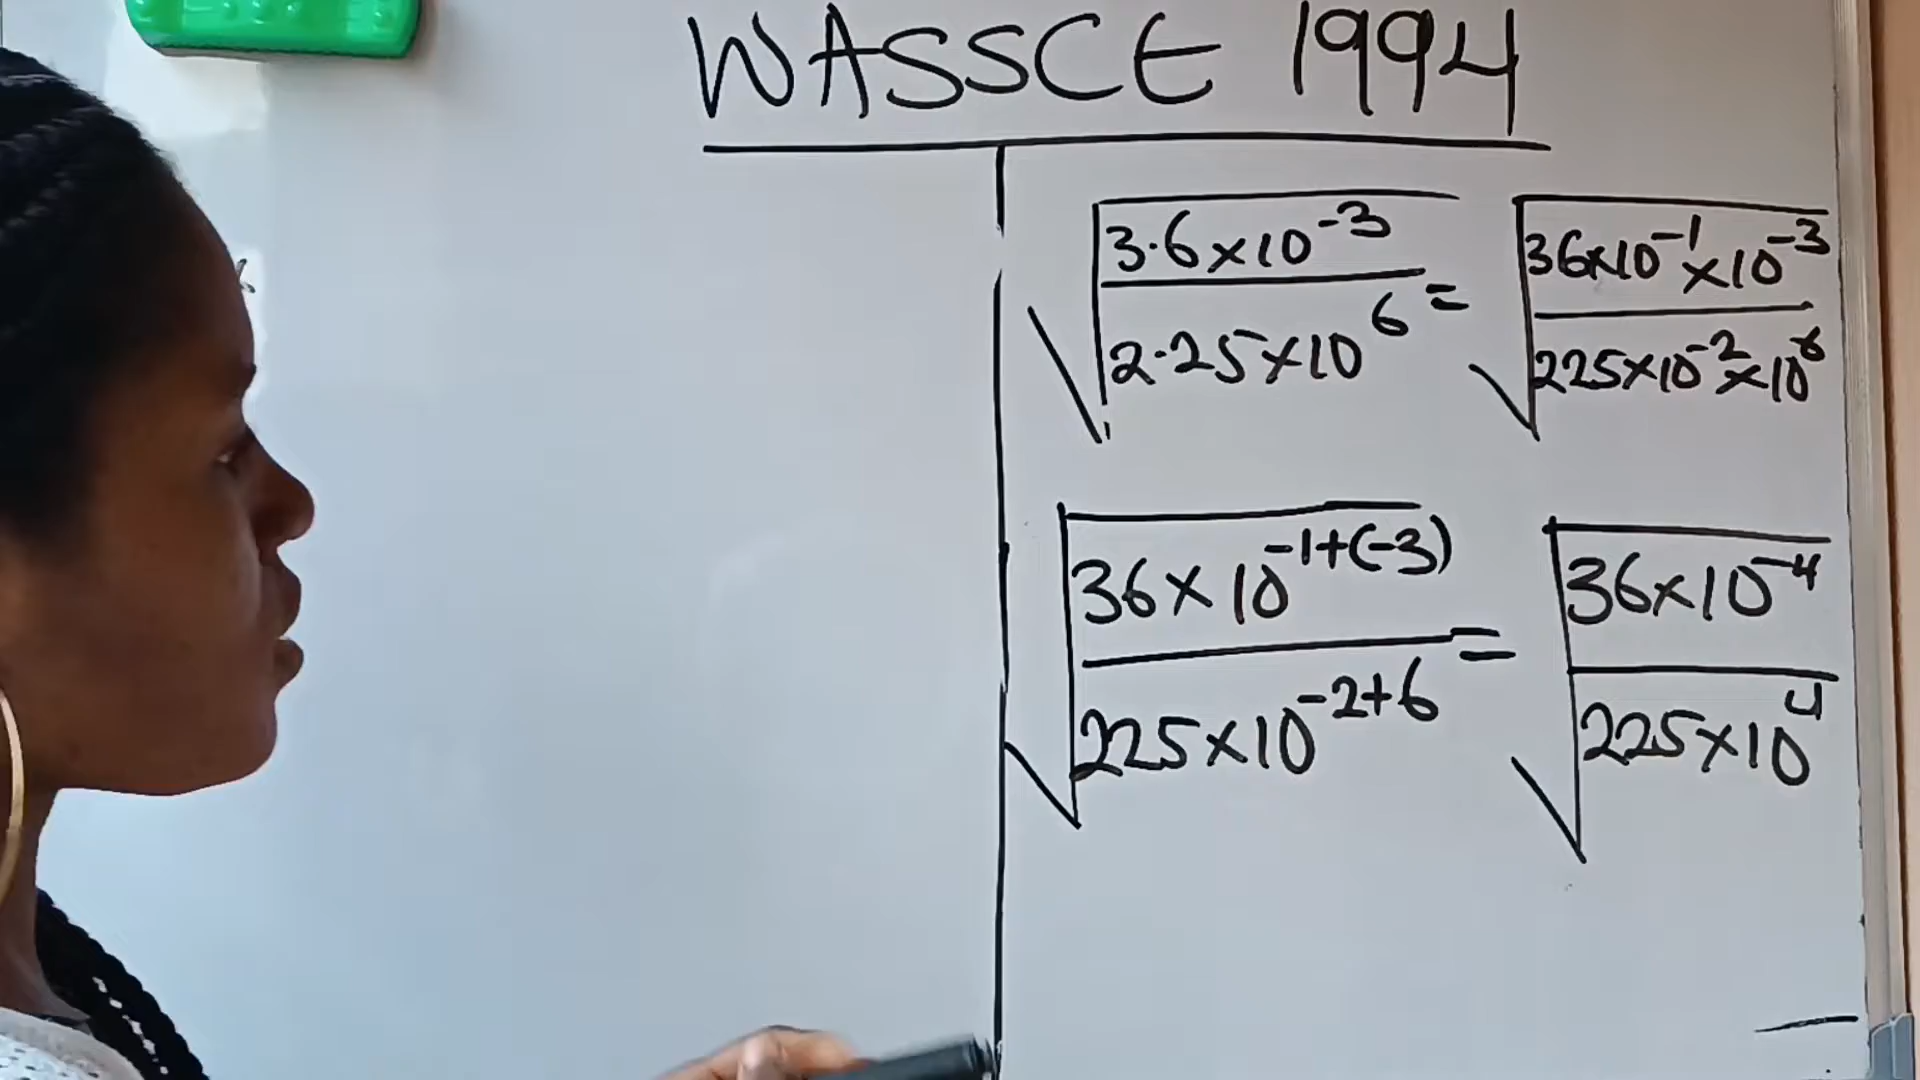 WASSCE 1994
√(3.6×10⁻³ / 2.25×10⁶) = √(36×10⁻¹×10⁻³ / 225×10⁻²×10⁶)
√(36×10⁻¹⁺⁽⁻³⁾ / 225×10⁻²⁺⁶) = √(36×10⁻⁴ / 225×10⁴)